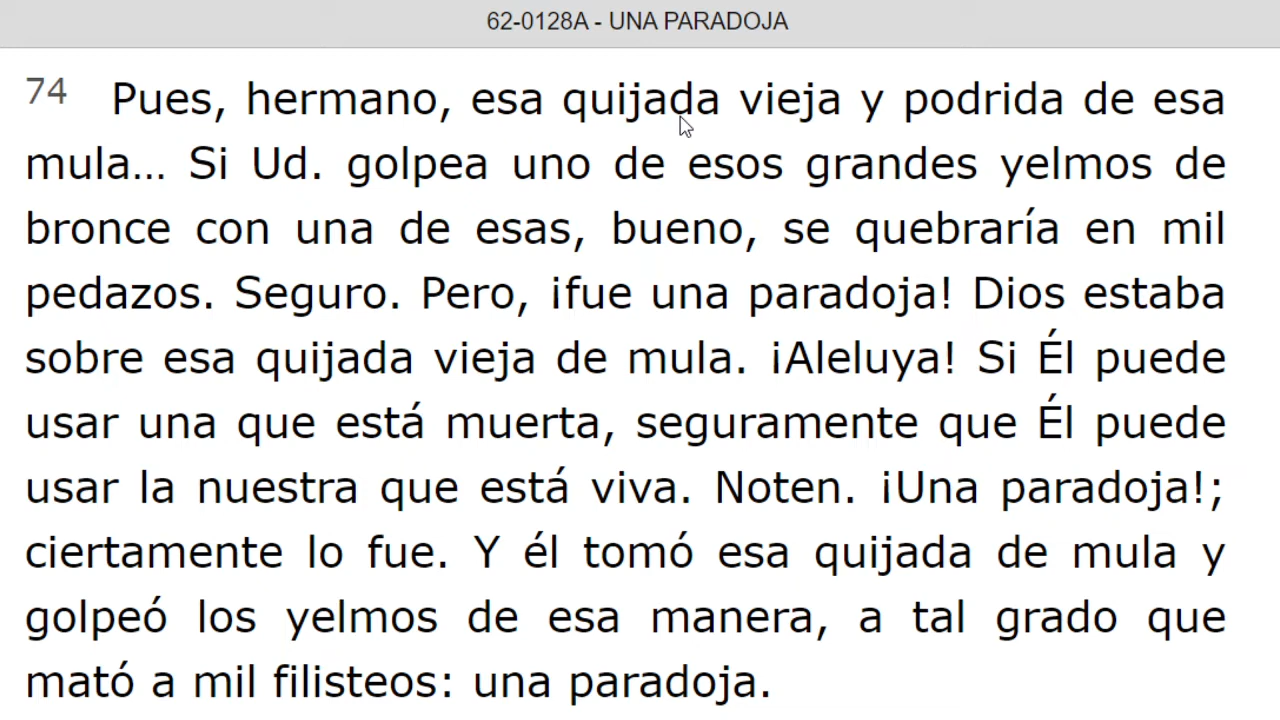 62-0128A - UNA PARADOJA
74 Pues, hermano, esa quijada vieja y podrida de esa
mula... Si Ud. golpea uno de esos grandes yelmos de
bronce con una de esas, bueno, se quebraría en mil
pedazos. Seguro. Pero, ¡fue una paradoja! Dios estaba
sobre esa quijada vieja de mula. ¡Aleluya! Si Él puede
usar una que está muerta, seguramente que Él puede
usar la nuestra que está viva. Noten. ¡Una paradoja!;
ciertamente lo fue. Y él tomó esa quijada de mula y
golpeó los yelmos de esa manera, a tal grado que
mató a mil filisteos: una paradoja.